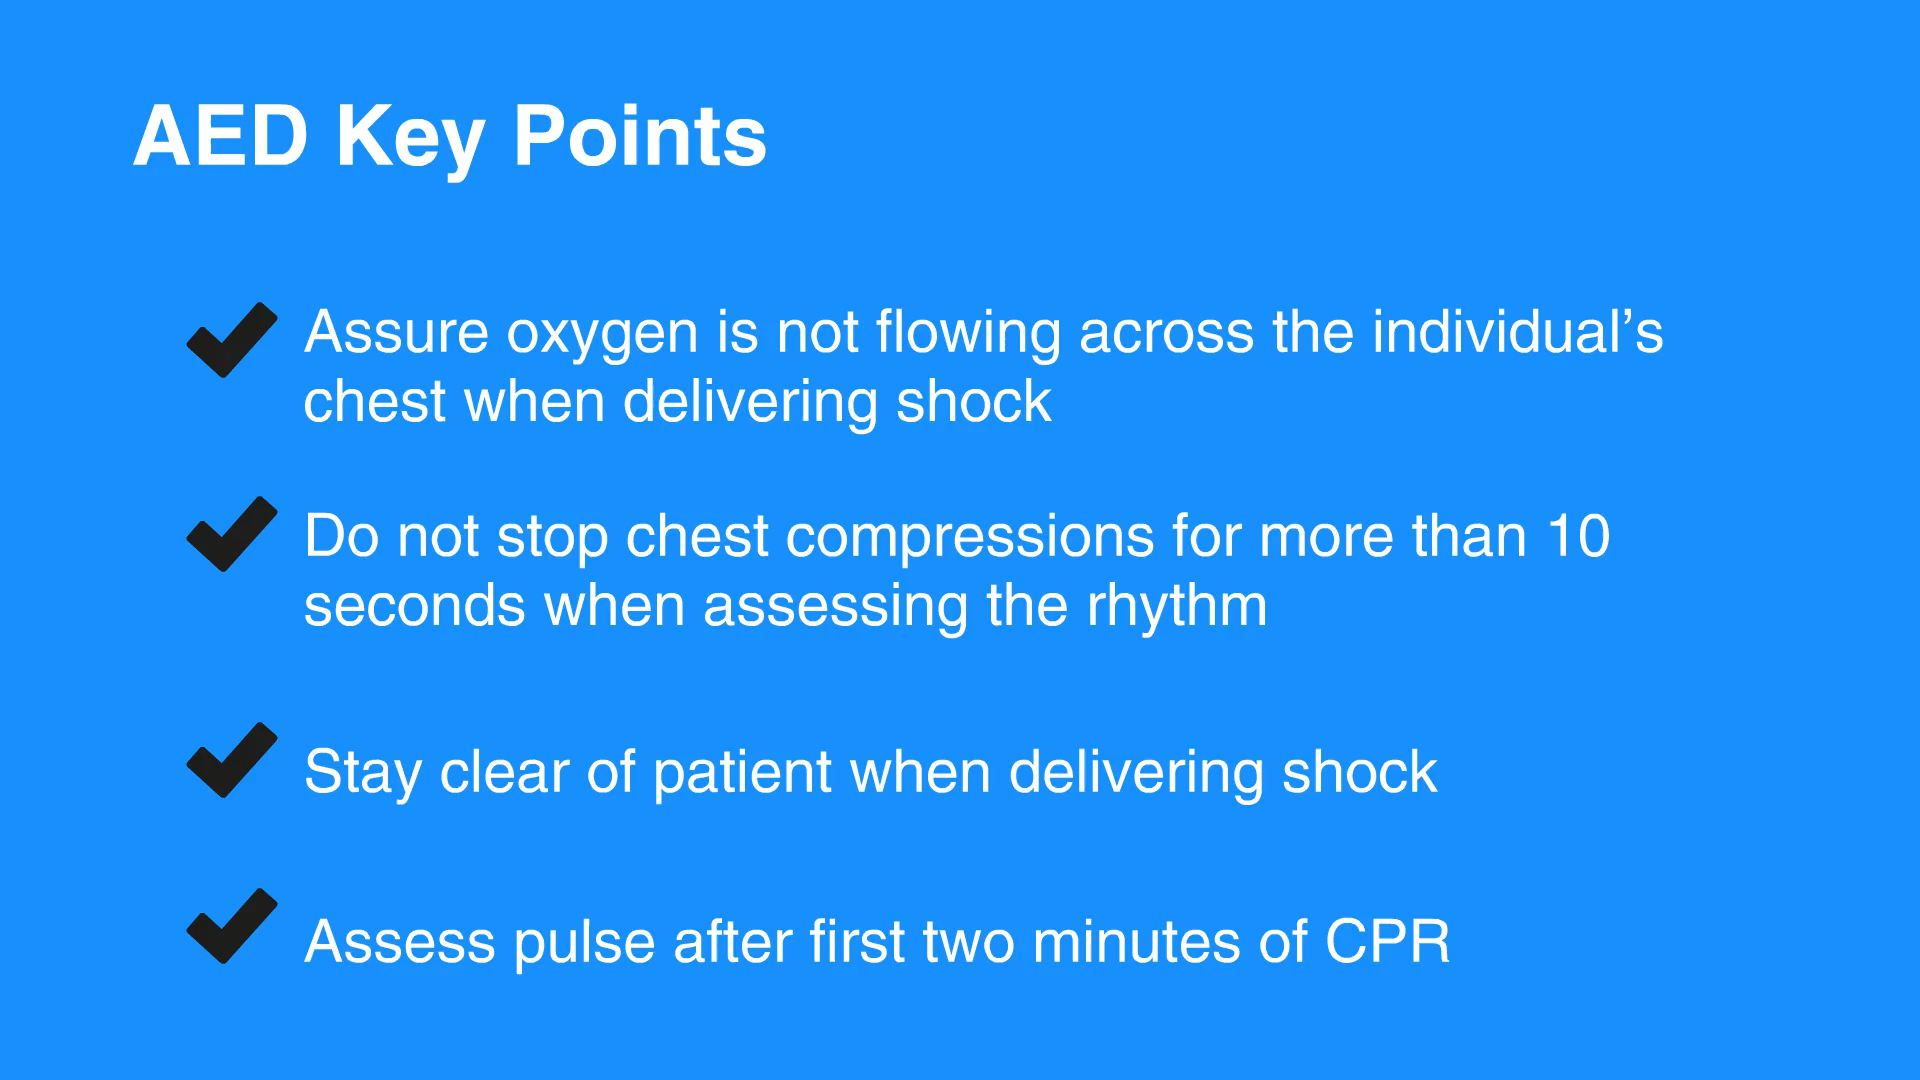 AED Key Points
Assure oxygen is not flowing across the individual’s
chest when delivering shock
Do not stop chest compressions for more than 10
seconds when assessing the rhythm
Stay clear of patient when delivering shock
Assess pulse after first two minutes of CPR